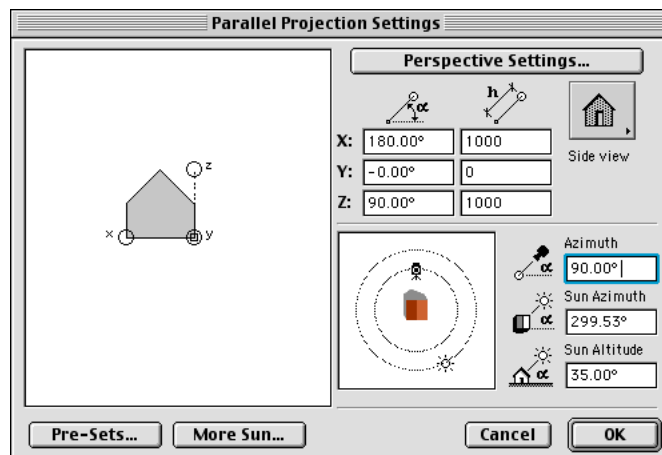 Parallel Projection Settings
Perspective Settings...
α h
X: 180.00° 1000
Y: -0.00° 0
Z: 90.00° 1000
Side view
z
x y
Azimuth
α 90.00°
Sun Azimuth
α 299.53°
Sun Altitude
α 35.00°
Pre-Sets... More Sun... Cancel OK